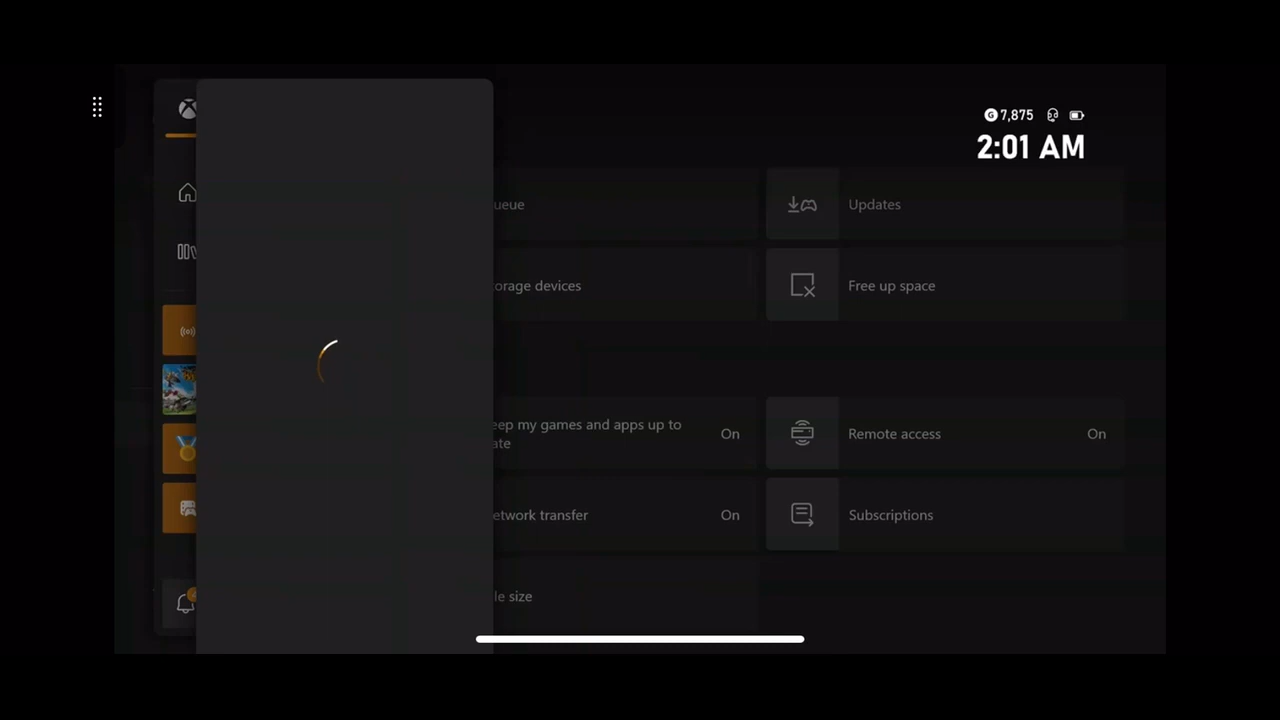 7,875
2:01 AM
ueue
Updates
orage devices
Free up space
eep my games and apps up to
ate
On
Remote access
On
etwork transfer
On
Subscriptions
le size